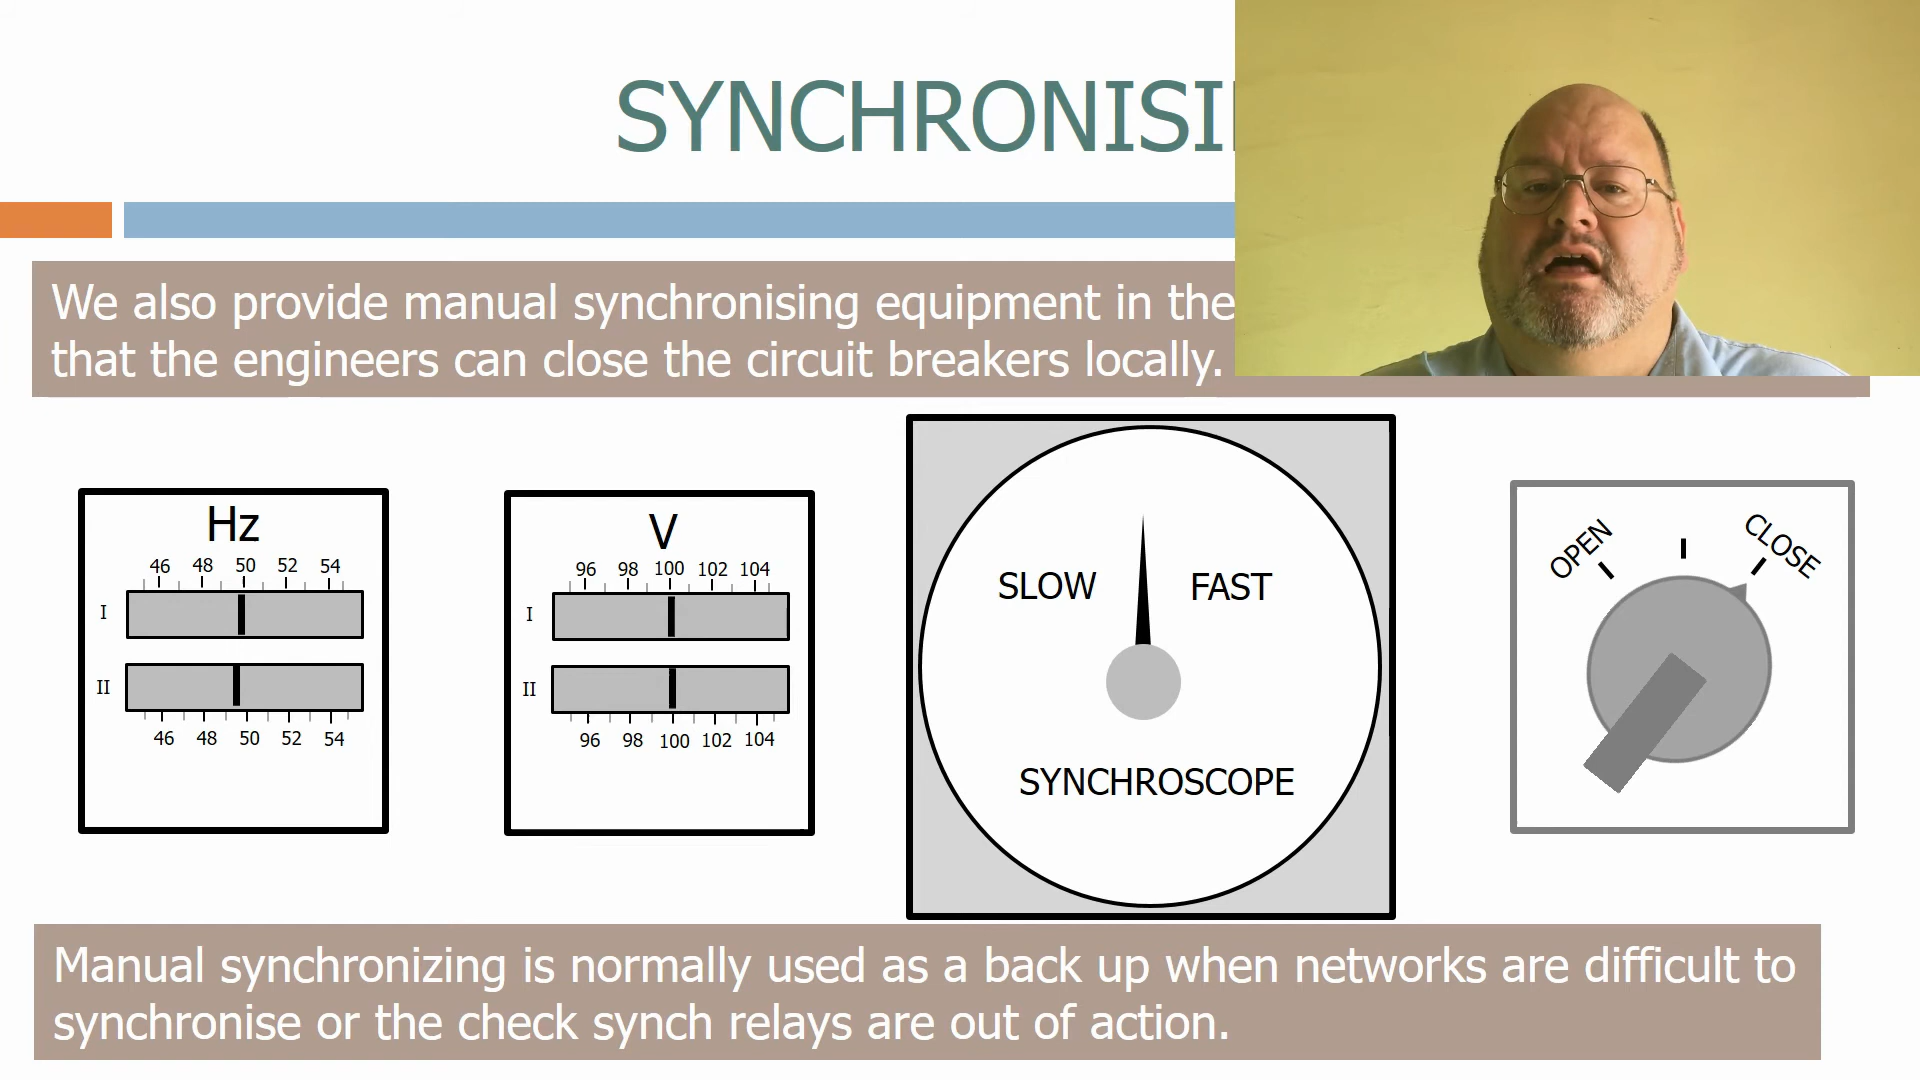 SYNCHRONISI
We also provide manual synchronising equipment in the
that the engineers can close the circuit breakers locally.
Hz
46 48 50 52 54
I
II
46 48 50 52 54
V
96 98 100 102 104
I
II
96 98 100 102 104
SLOW FAST
SYNCHROSCOPE
OPEN CLOSE
Manual synchronizing is normally used as a back up when networks are difficult to
synchronise or the check synch relays are out of action.